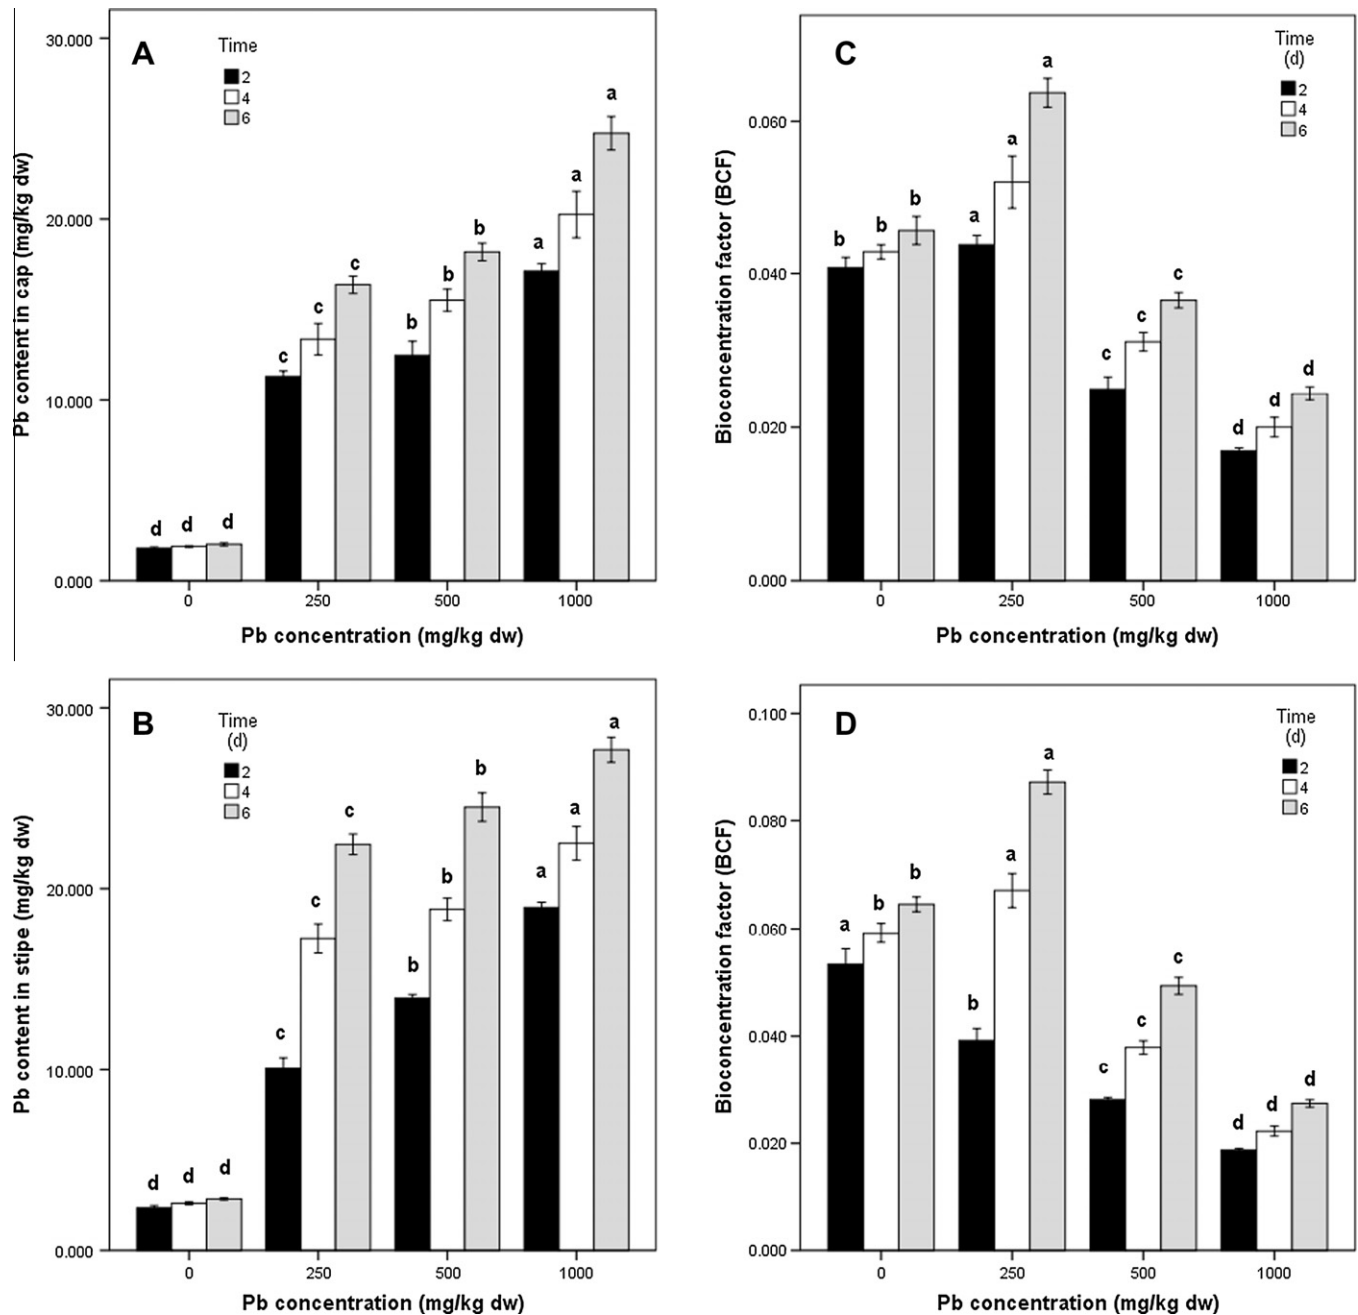 A
Time
2
4
6
30.000
20.000
10.000
0.000
Pb content in cap (mg/kg dw)
d d d
c c c
b b b
a a a
0 250 500 1000
Pb concentration (mg/kg dw)
C
Time
(d)
2
4
6
0.060
0.040
0.020
0.000
Bioconcentration factor (BCF)
b b b
a a a
c c c
d d d
0 250 500 1000
Pb concentration (mg/kg dw)
B
Time
(d)
2
4
6
30.000
20.000
10.000
0.000
Pb content in stipe (mg/kg dw)
d d d
c c c
b b b
a a a
0 250 500 1000
Pb concentration (mg/kg dw)
D
Time
(d)
2
4
6
0.100
0.080
0.060
0.040
0.020
0.000
Bioconcentration factor (BCF)
a b b
b a a
c c c
d d d
0 250 500 1000
Pb concentration (mg/kg dw)